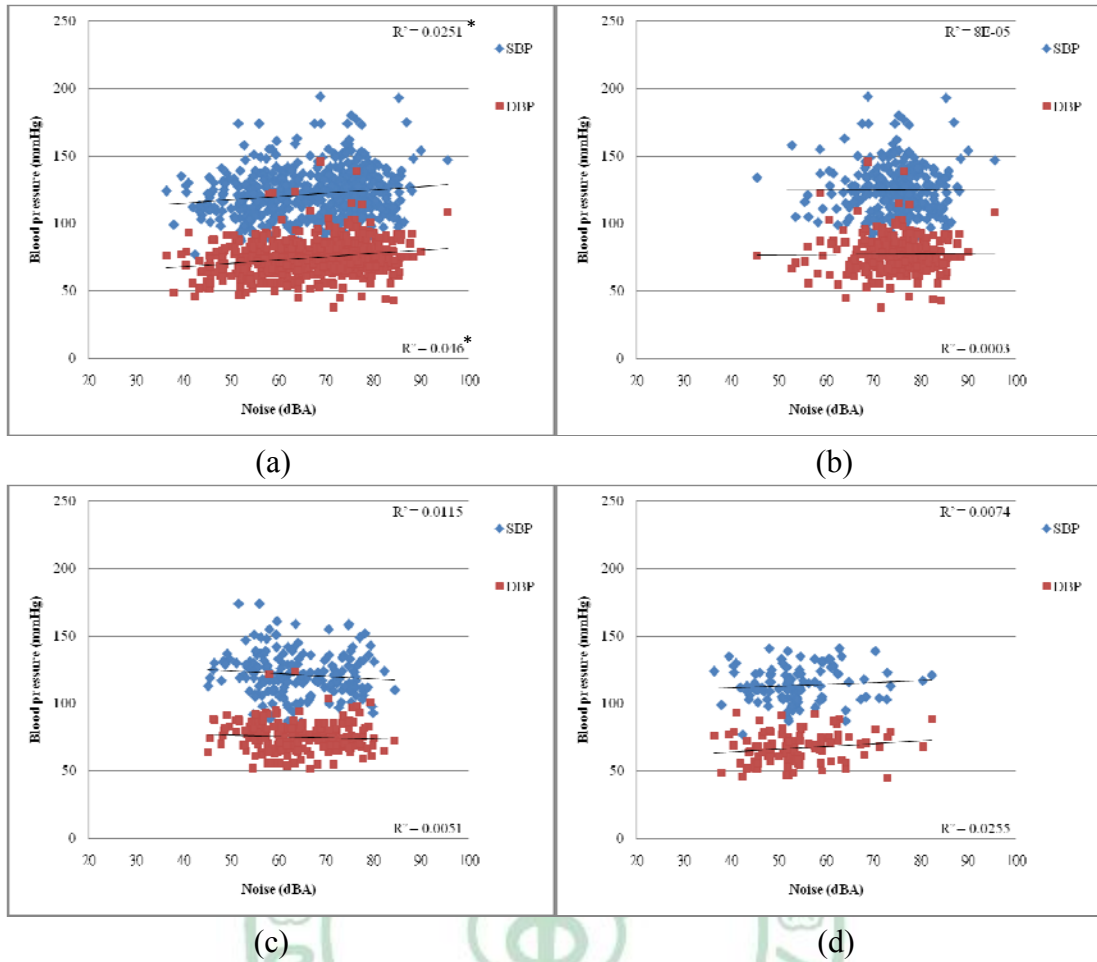 250
200
150
100
50
0
Blood pressure (mmHg)
R² = 0.0251 *
SBP
DBP
R² = 0.046 *
20 30 40 50 60 70 80 90 100
Noise (dBA)
(a)
250
200
150
100
50
0
Blood pressure (mmHg)
R² = 8E-05
SBP
DBP
R² = 0.0003
20 30 40 50 60 70 80 90 100
Noise (dBA)
(b)
250
200
150
100
50
0
Blood pressure (mmHg)
R² = 0.0115
SBP
DBP
R² = 0.0051
20 30 40 50 60 70 80 90 100
Noise (dBA)
(c)
250
200
150
100
50
0
Blood pressure (mmHg)
R² = 0.0074
SBP
DBP
R² = 0.0255
20 30 40 50 60 70 80 90 100
Noise (dBA)
(d)